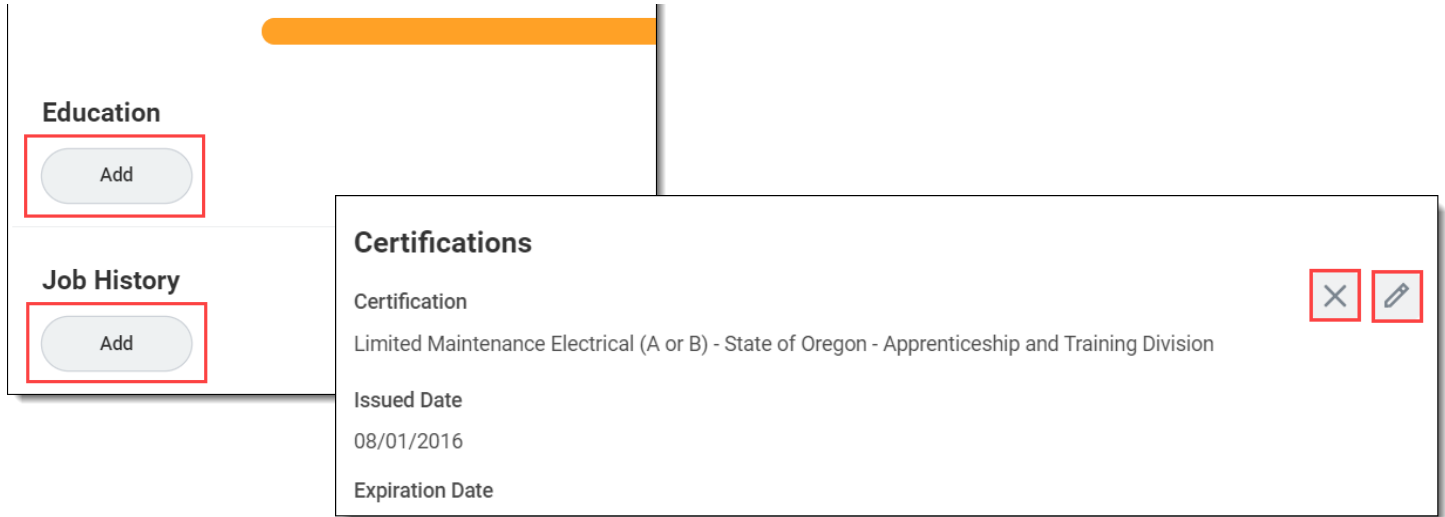 Education
Add
Job History
Add
Certifications
Certification
Limited Maintenance Electrical (A or B) - State of Oregon - Apprenticeship and Training Division
Issued Date
08/01/2016
Expiration Date